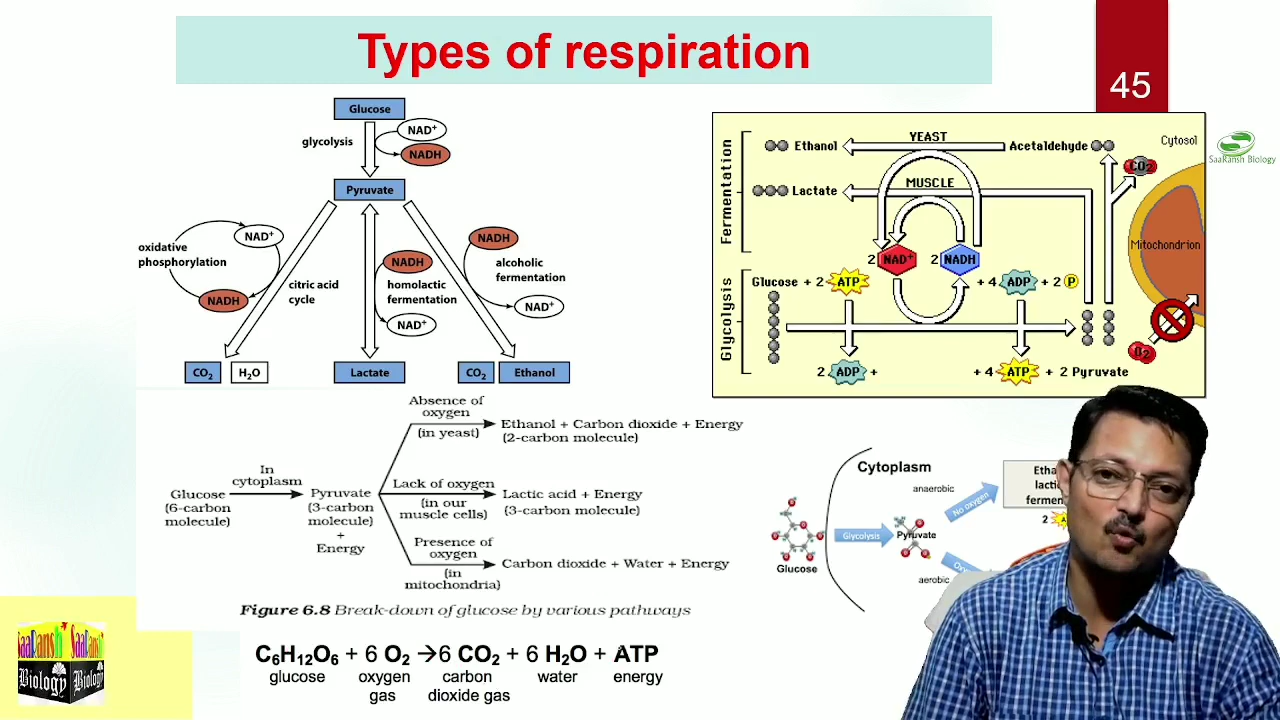 Types of respiration
45
SaaRansh Biology
Glucose
glycolysis
NAD+
NADH
Pyruvate
oxidative
phosphorylation
NAD+
NADH
citric acid
cycle
NADH
homolactic
fermentation
NAD+
NADH
alcoholic
fermentation
NAD+
CO2
H2O
Lactate
CO2
Ethanol
Fermentation
Ethanol
YEAST
Acetaldehyde
Cytosol
CO2
Lactate
MUSCLE
Mitochondrion
2 NAD+
2 NADH
Glycolysis
Glucose + 2 ATP
+ 4 ADP + 2 P
O2
2 ADP +
+ 4 ATP + 2 Pyruvate
Absence of
oxygen
(in yeast)
Ethanol + Carbon dioxide + Energy
(2-carbon molecule)
In
cytoplasm
Glucose
(6-carbon
molecule)
Pyruvate
(3-carbon
molecule)
+
Energy
Lack of oxygen
(in our
muscle cells)
Lactic acid + Energy
(3-carbon molecule)
Presence of
oxygen
(in
mitochondria)
Carbon dioxide + Water + Energy
Figure 6.8 Break-down of glucose by various pathways
C6H12O6 + 6 O2 →6 CO2 + 6 H2O + ATP
glucose oxygen carbon water energy
gas dioxide gas
Cytoplasm
anaerobic
No oxygen
Glucose
Glycolysis
Pyruvate
aerobic
2
SaaRansh
SaaRansh
Biology
Biology